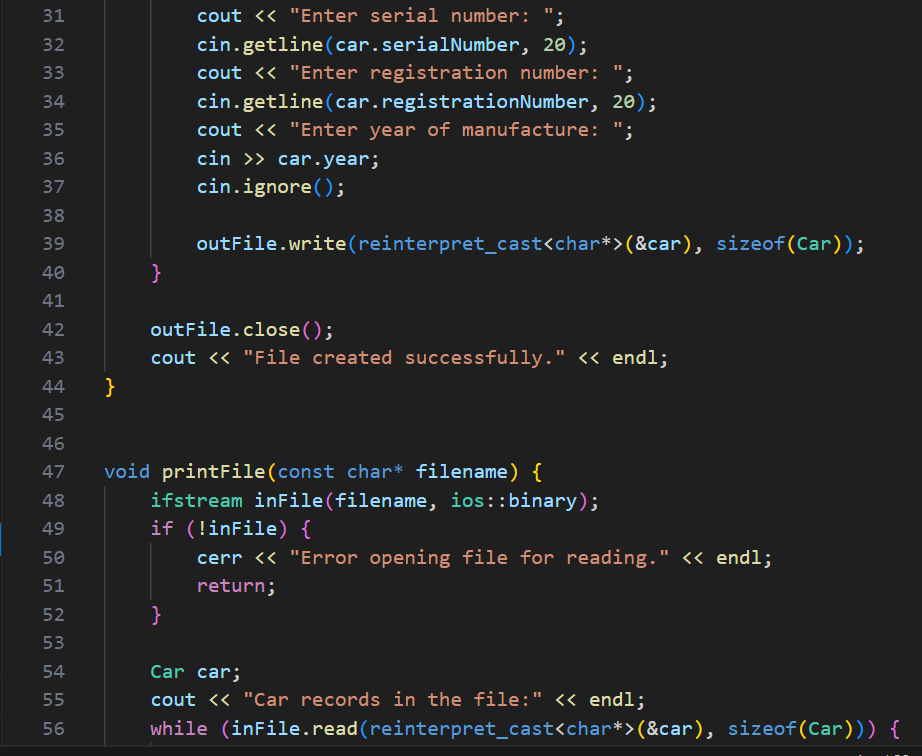 31 cout << "Enter serial number: ";
32 cin.getline(car.serialNumber, 20);
33 cout << "Enter registration number: ";
34 cin.getline(car.registrationNumber, 20);
35 cout << "Enter year of manufacture: ";
36 cin >> car.year;
37 cin.ignore();
38
39 outFile.write(reinterpret_cast<char*>(&car), sizeof(Car));
40 }
41
42 outFile.close();
43 cout << "File created successfully." << endl;
44 }
45
46
47 void printFile(const char* filename) {
48 ifstream inFile(filename, ios::binary);
49 if (!inFile) {
50 cerr << "Error opening file for reading." << endl;
51 return;
52 }
53
54 Car car;
55 cout << "Car records in the file:" << endl;
56 while (inFile.read(reinterpret_cast<char*>(&car), sizeof(Car))) {